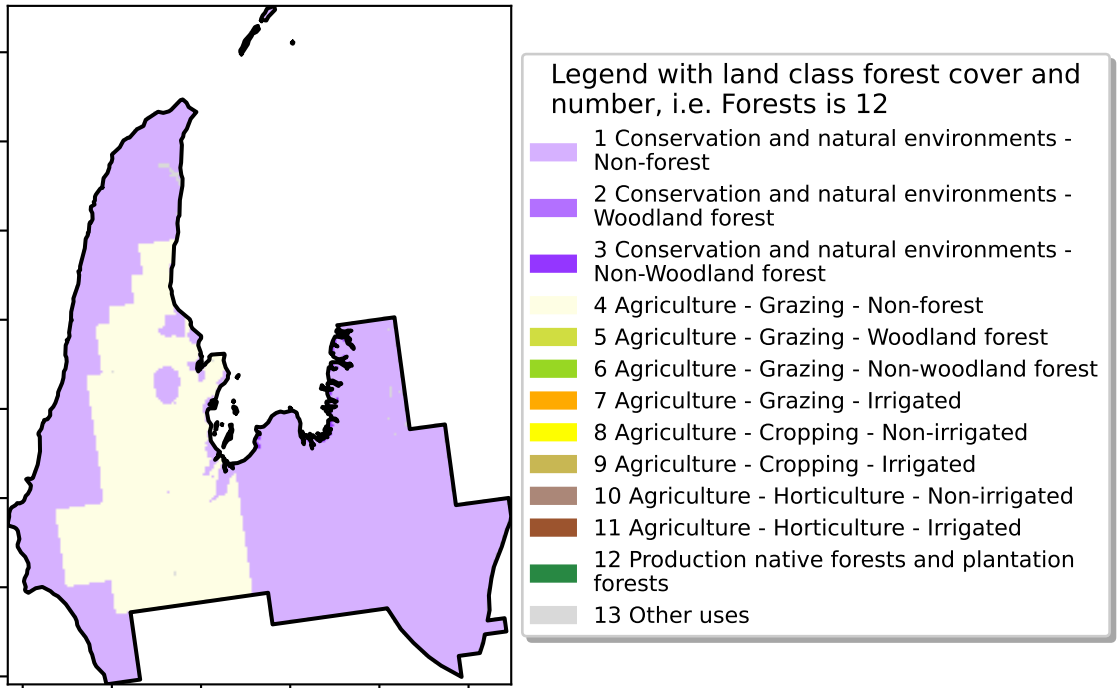 Legend with land class forest cover and
number, i.e. Forests is 12
1 Conservation and natural environments -
Non-forest
2 Conservation and natural environments -
Woodland forest
3 Conservation and natural environments -
Non-Woodland forest
4 Agriculture - Grazing - Non-forest
5 Agriculture - Grazing - Woodland forest
6 Agriculture - Grazing - Non-woodland forest
7 Agriculture - Grazing - Irrigated
8 Agriculture - Cropping - Non-irrigated
9 Agriculture - Cropping - Irrigated
10 Agriculture - Horticulture - Non-irrigated
11 Agriculture - Horticulture - Irrigated
12 Production native forests and plantation
forests
13 Other uses